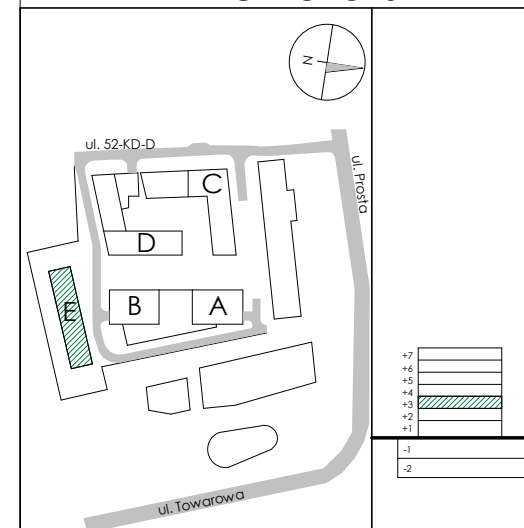 N
ul. 52-KD-D
ul. Prosta
C
D
E
B
A
+7
+6
+5
+4
+3
+2
+1
-1
-2
ul. Towarowa